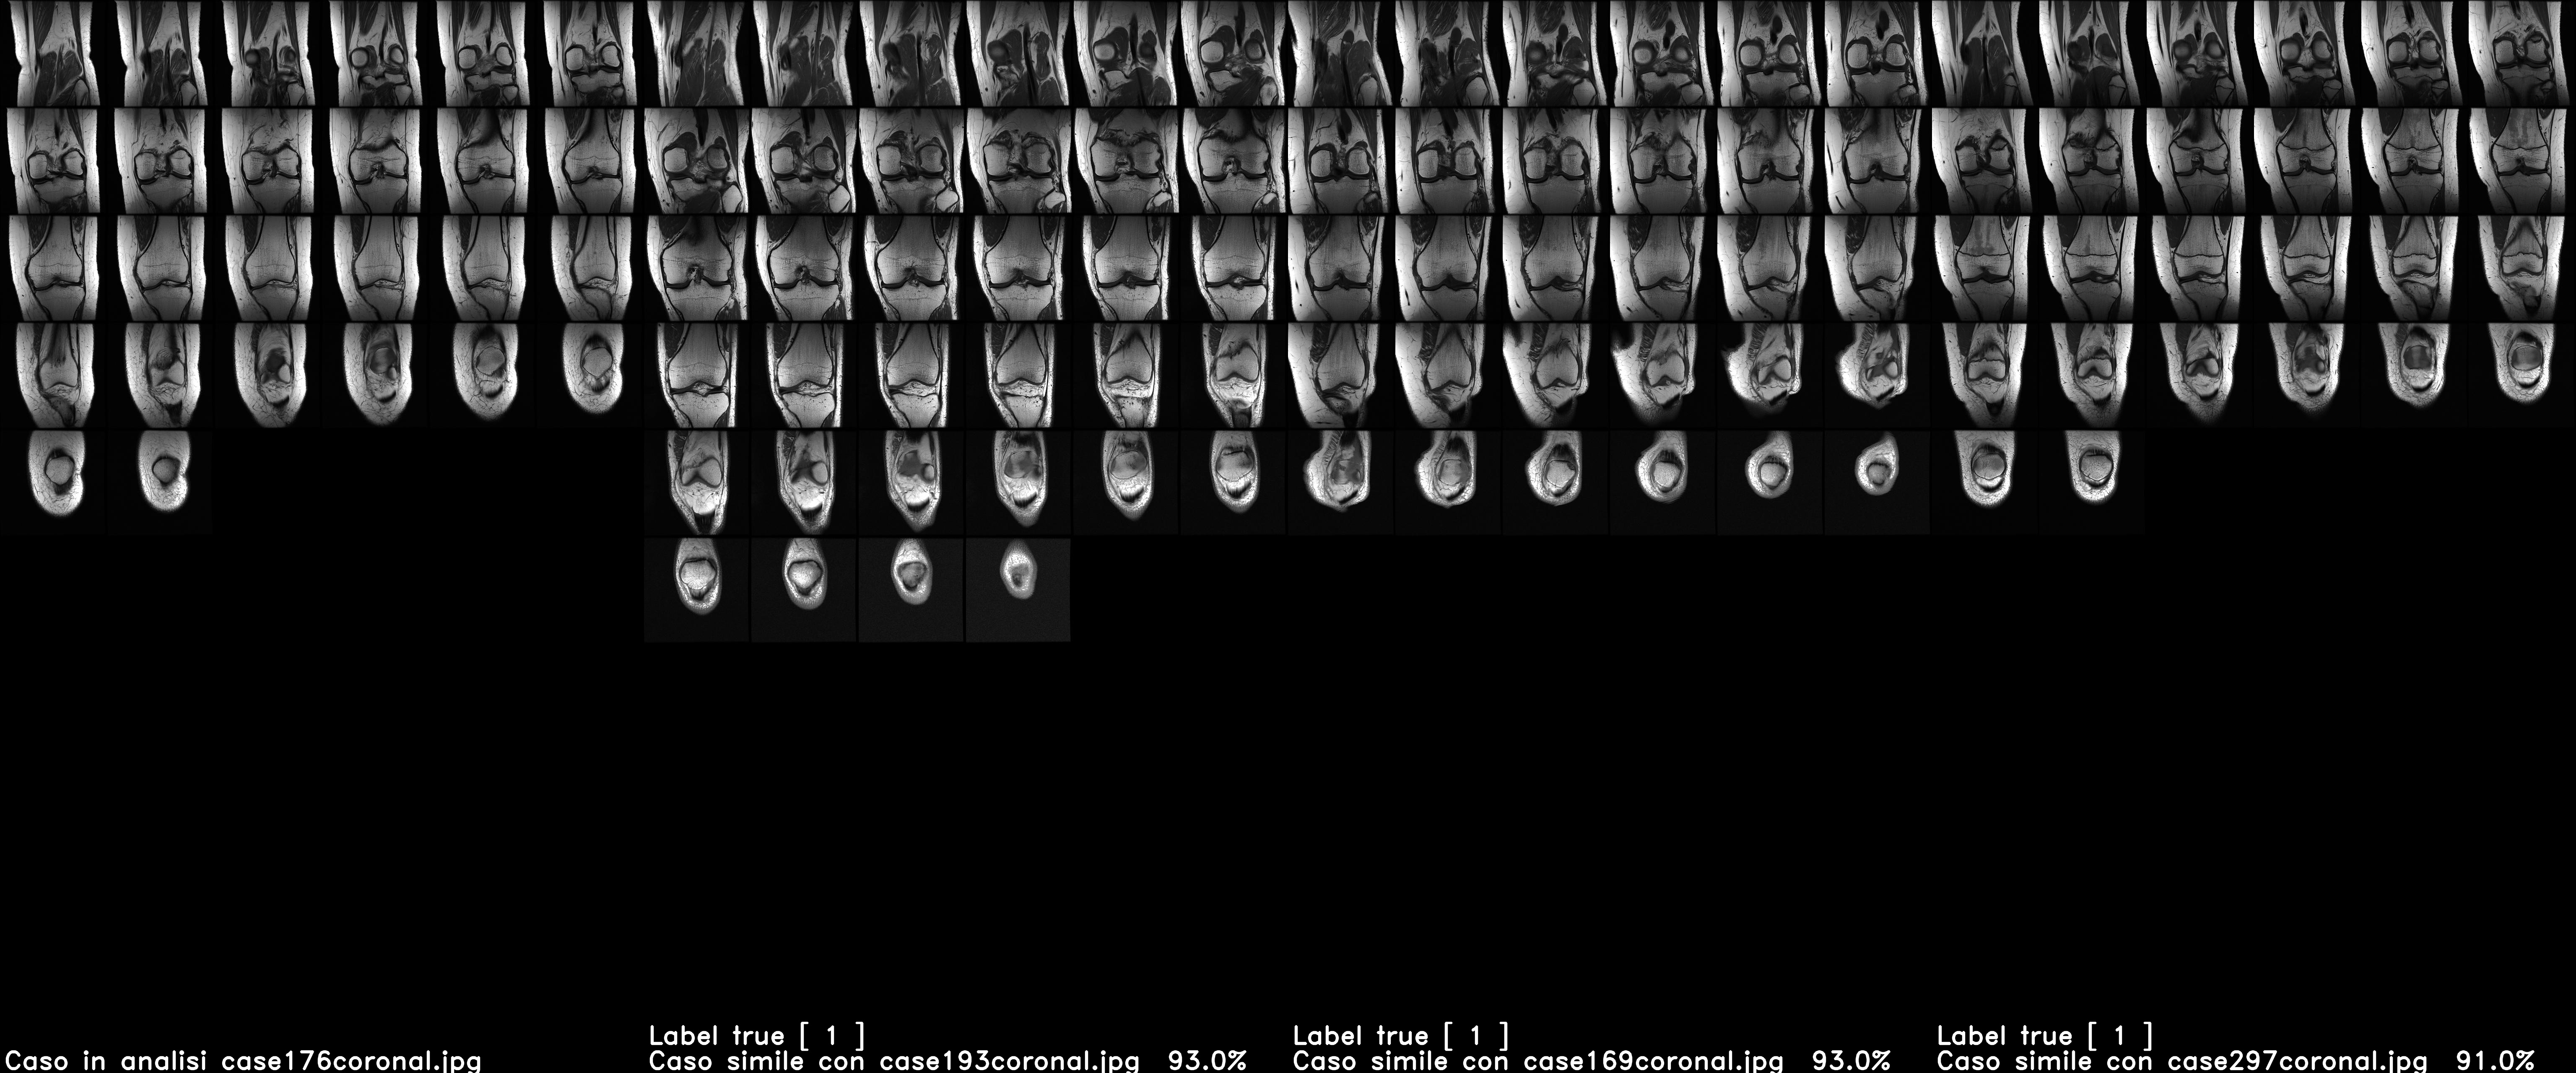 Caso in analisi case176coronal.jpg
Label true [ 1 ]
Caso simile con case193coronal.jpg 93.0%
Label true [ 1 ]
Caso simile con case169coronal.jpg 93.0%
Label true [ 1 ]
Caso simile con case297coronal.jpg 91.0%